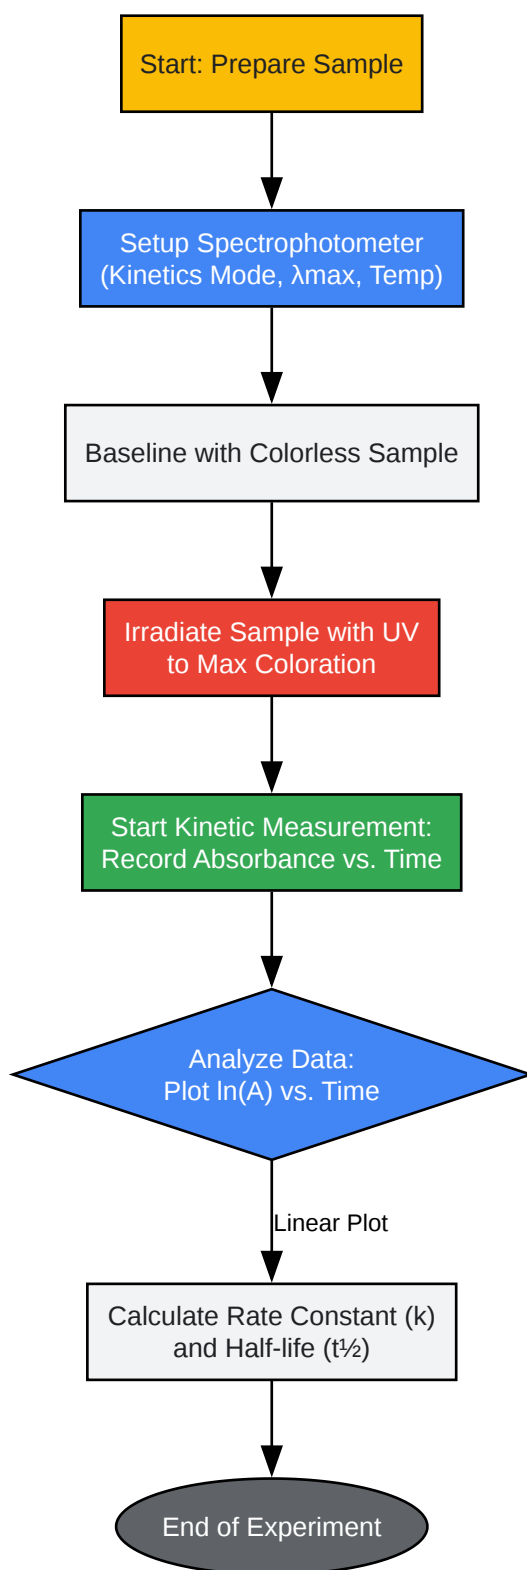 Start: Prepare Sample
Setup Spectrophotometer
(Kinetics Mode, λmax, Temp)
Baseline with Colorless Sample
Irradiate Sample with UV
to Max Coloration
Start Kinetic Measurement:
Record Absorbance vs. Time
Analyze Data:
Plot ln(A) vs. Time
Linear Plot
Calculate Rate Constant (k)
and Half-life (t½)
End of Experiment